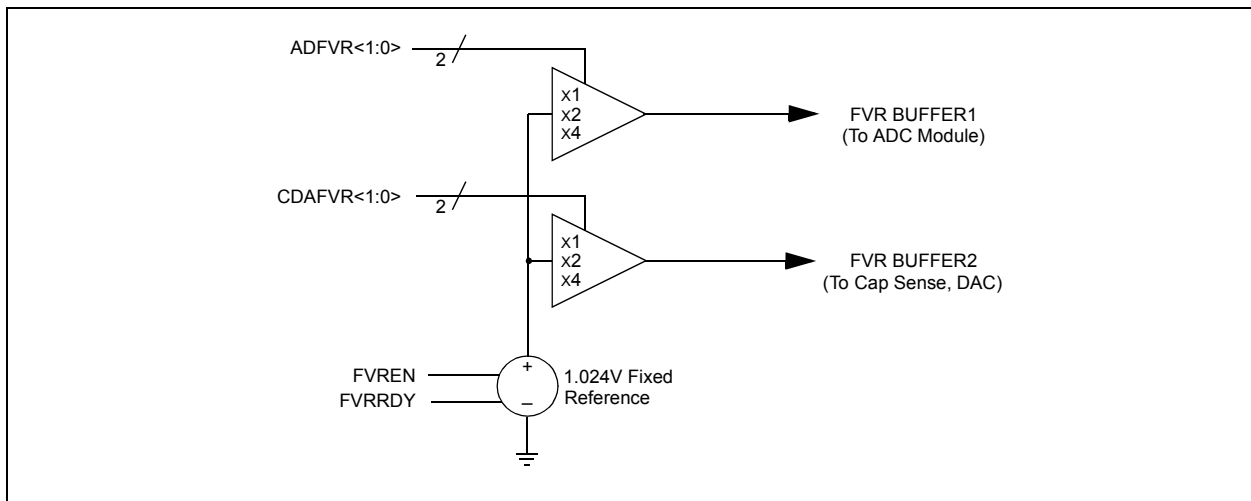 ADFVR<1:0>
2
x1
x2
x4
FVR BUFFER1
(To ADC Module)
CDAFVR<1:0>
2
x1
x2
x4
FVR BUFFER2
(To Cap Sense, DAC)
+
FVREN
1.024V Fixed
FVRRDY
_
Reference